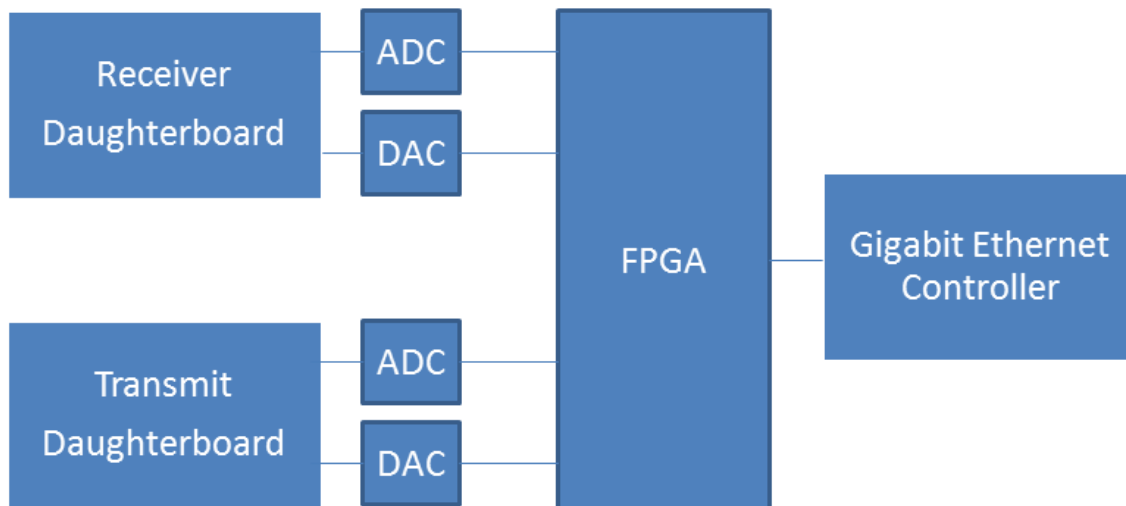 Receiver
Daughterboard
ADC
DAC
FPGA
Gigabit Ethernet
Controller
Transmit
Daughterboard
ADC
DAC